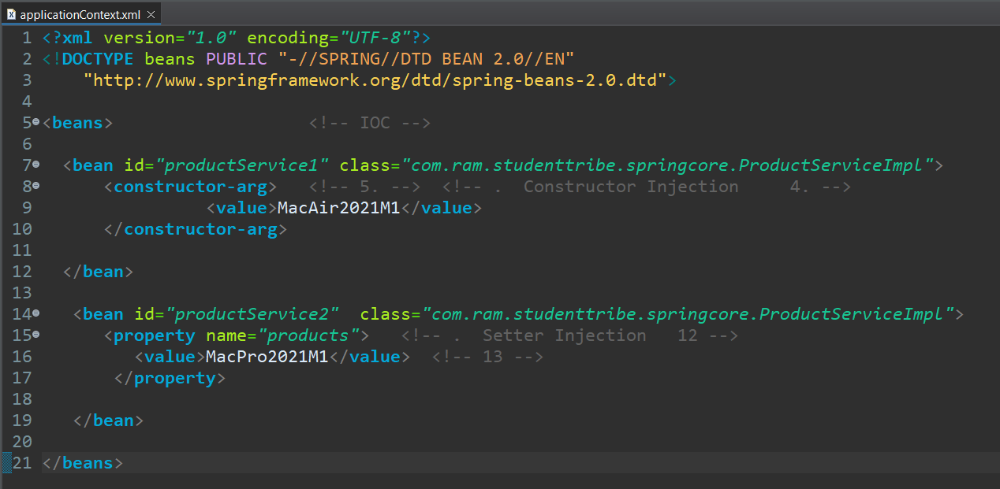 applicationContext.xml
1 <?xml version="1.0" encoding="UTF-8"?>
2 <!DOCTYPE beans PUBLIC "-//SPRING//DTD BEAN 2.0//EN"
3 "http://www.springframework.org/dtd/spring-beans-2.0.dtd">
4
5 <beans> <!-- IOC -->
6
7 <bean id="productService1" class="com.ram.studenttribe.springcore.ProductServiceImpl">
8 <constructor-arg> <!-- 5. --> <!-- . Constructor Injection 4. -->
9 <value>MacAir2021M1</value>
10 </constructor-arg>
11
12 </bean>
13
14 <bean id="productService2" class="com.ram.studenttribe.springcore.ProductServiceImpl">
15 <property name="products"> <!-- . Setter Injection 12 -->
16 <value>MacPro2021M1</value> <!-- 13 -->
17 </property>
18
19 </bean>
20
21 </beans>